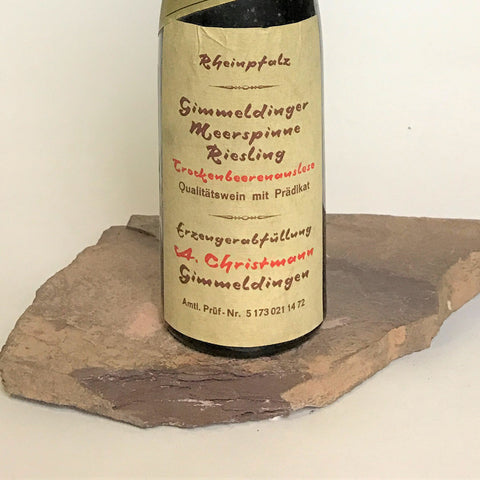 Rheinpfalz
Gimmeldinger
Meerspinne
Riesling
Trockenbeerenauslese
Qualitätswein mit Prädikat
Erzeugerabfüllung
A. Christmann
Gimmeldingen
Amtl. Prüf-Nr. 5 173 021 14 72